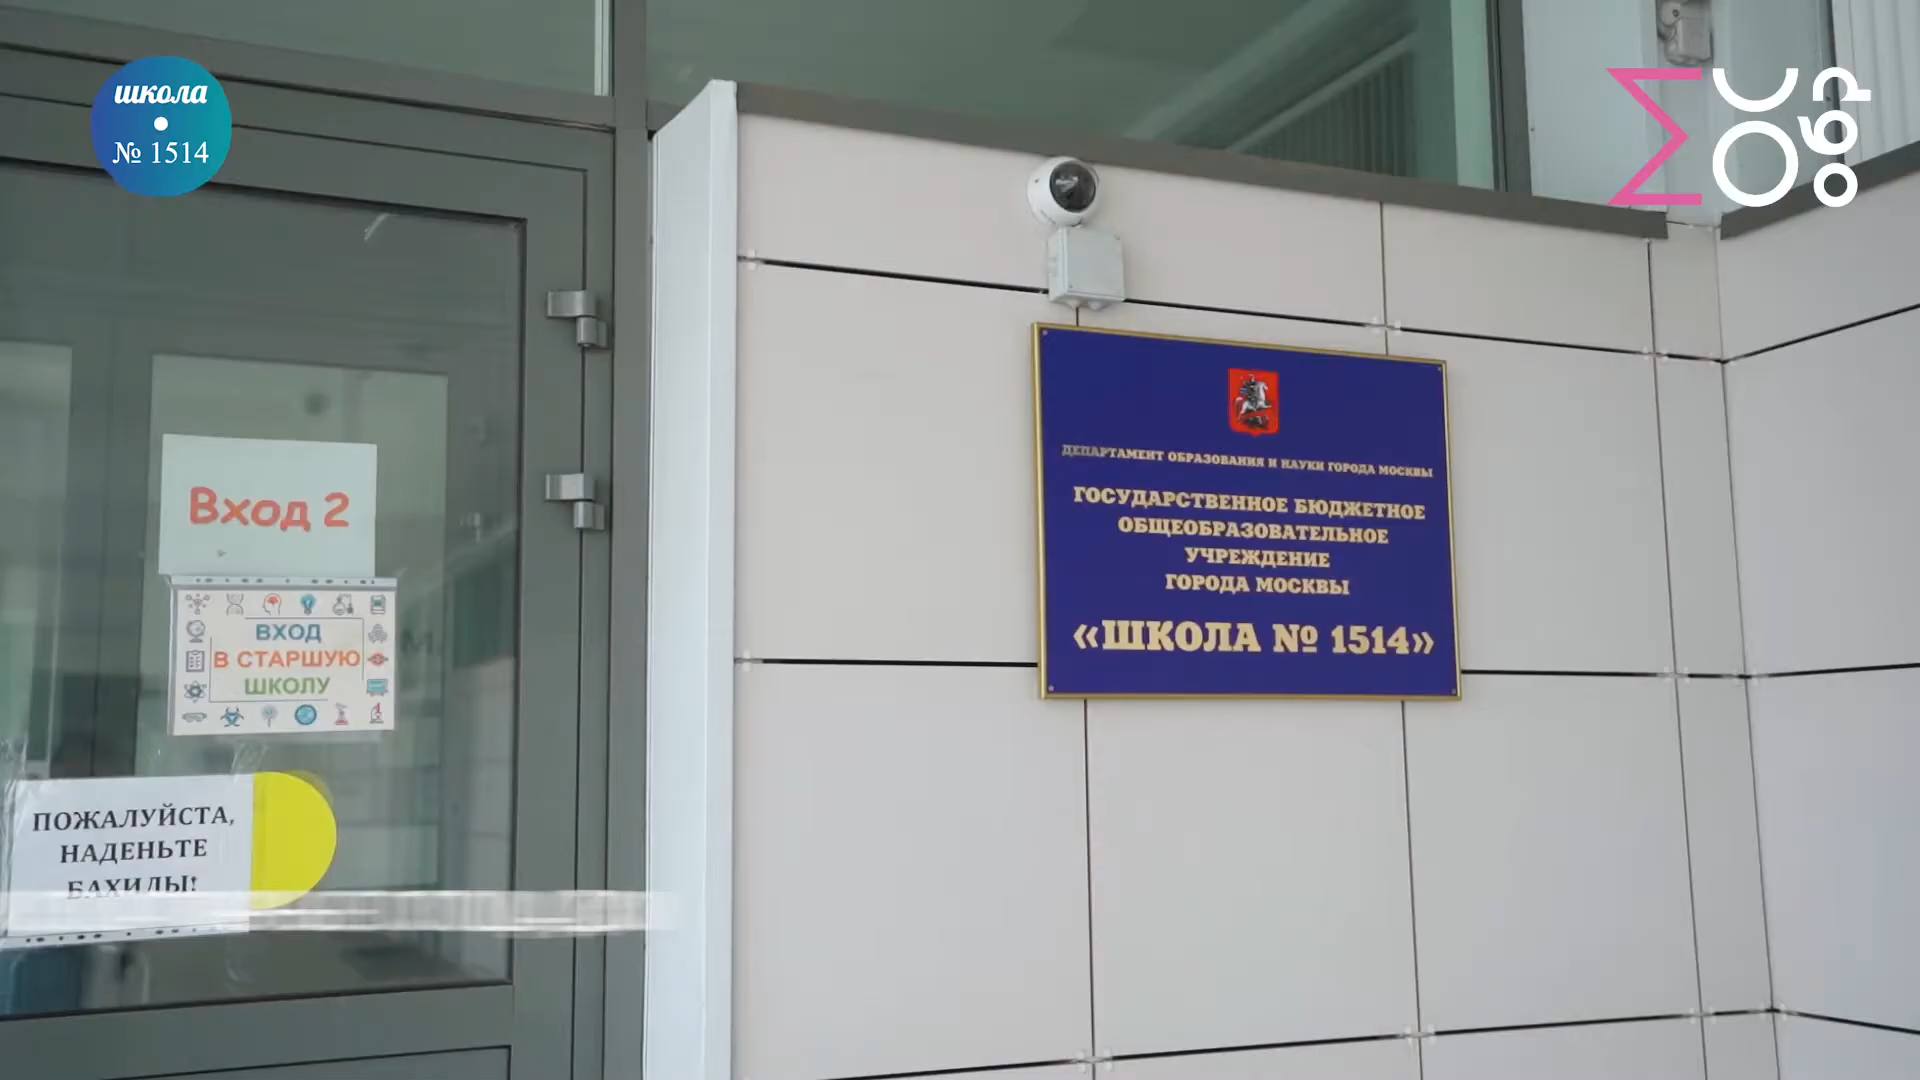 школа
№ 1514
Мобр
Вход 2
ВХОД
В СТАРШУЮ
ШКОЛУ
ПОЖАЛУЙСТА,
НАДЕНЬТЕ
БАХИЛЫ!
ДЕПАРТАМЕНТ ОБРАЗОВАНИЯ И НАУКИ ГОРОДА МОСКВЫ
ГОСУДАРСТВЕННОЕ БЮДЖЕТНОЕ
ОБЩЕОБРАЗОВАТЕЛЬНОЕ
УЧРЕЖДЕНИЕ
ГОРОДА МОСКВЫ
«ШКОЛА № 1514»